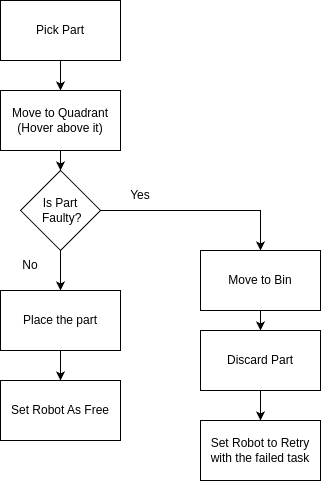 Pick Part
Move to Quadrant
(Hover above it)
Is Part
Faulty?
Yes
No
Move to Bin
Place the part
Discard Part
Set Robot As Free
Set Robot to Retry
with the failed task